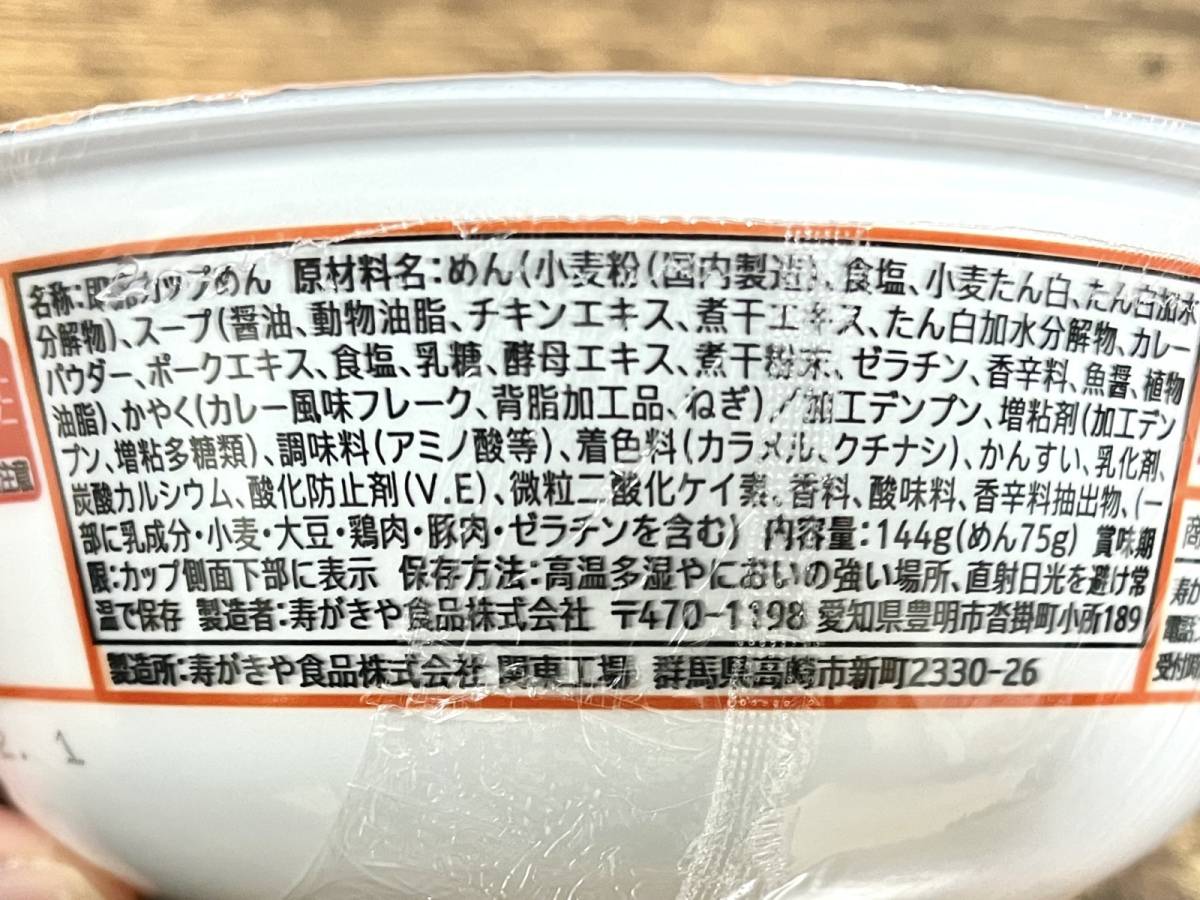 名称:即席カップめん 原材料名:めん(小麦粉(国内製造)、食塩、小麦たん白、たん白加水
分解物)、スープ(醤油、動物油脂、チキンエキス、煮干エキス、たん白加水分解物、カレー
パウダー、ポークエキス、食塩、乳糖、酵母エキス、煮干粉末、ゼラチン、香辛料、魚醤、植物
油脂)、かやく(カレー風味フレーク、背脂加工品、ねぎ)/加工デンプン、増粘剤(加工デン
プン、増粘多糖類)、調味料(アミノ酸等)、着色料(カラメル、クチナシ)、かんすい、乳化剤、
炭酸カルシウム、酸化防止剤(V.E)、微粒二酸化ケイ素、香料、酸味料、香辛料抽出物、(一
部に乳成分・小麦・大豆・鶏肉・豚肉・ゼラチンを含む) 内容量:144g(めん75g) 賞味期
限:カップ側面下部に表示 保存方法:高温多湿やにおいの強い場所、直射日光を避け常
温で保存 製造者:寿がきや食品株式会社 〒470-1198 愛知県豊明市沓掛町小所189
製造所:寿がきや食品株式会社 関東工場 群馬県高崎市新町2330-26
注意
商
寿が
電話
受付時
2.1